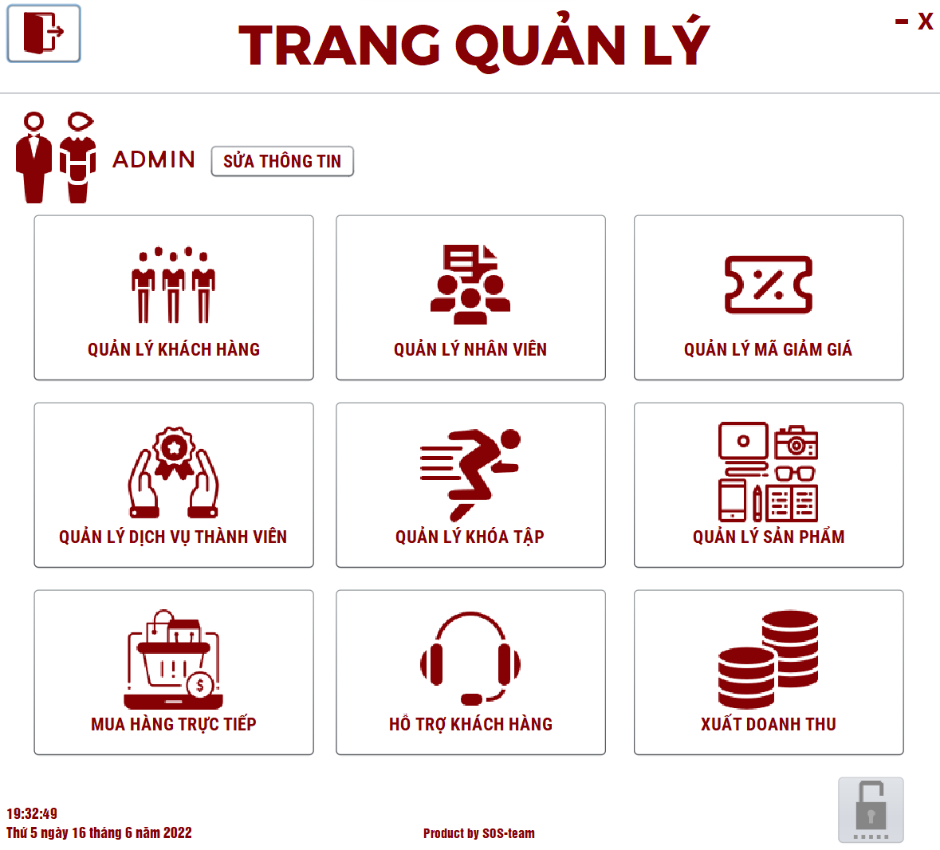 TRANG QUẢN LÝ
- X
ADMIN
SỬA THÔNG TIN
QUẢN LÝ KHÁCH HÀNG
QUẢN LÝ NHÂN VIÊN
QUẢN LÝ MÃ GIẢM GIÁ
QUẢN LÝ DỊCH VỤ THÀNH VIÊN
QUẢN LÝ KHÓA TẬP
QUẢN LÝ SẢN PHẨM
MUA HÀNG TRỰC TIẾP
HỖ TRỢ KHÁCH HÀNG
XUẤT DOANH THU
19:32:49
Thứ 5 ngày 16 tháng 6 năm 2022
Product by SOS-team